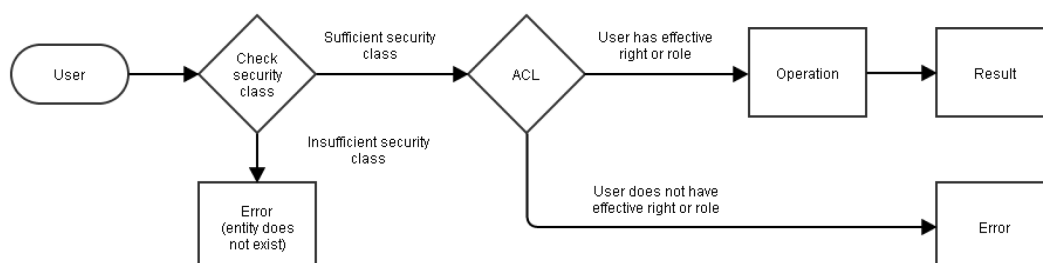 User
Check
security
class
Sufficient security
class
ACL
User has effective
right or role
Operation
Result
Insufficient security
class
Error
(entity does
not exist)
User does not have
effective right or role
Error